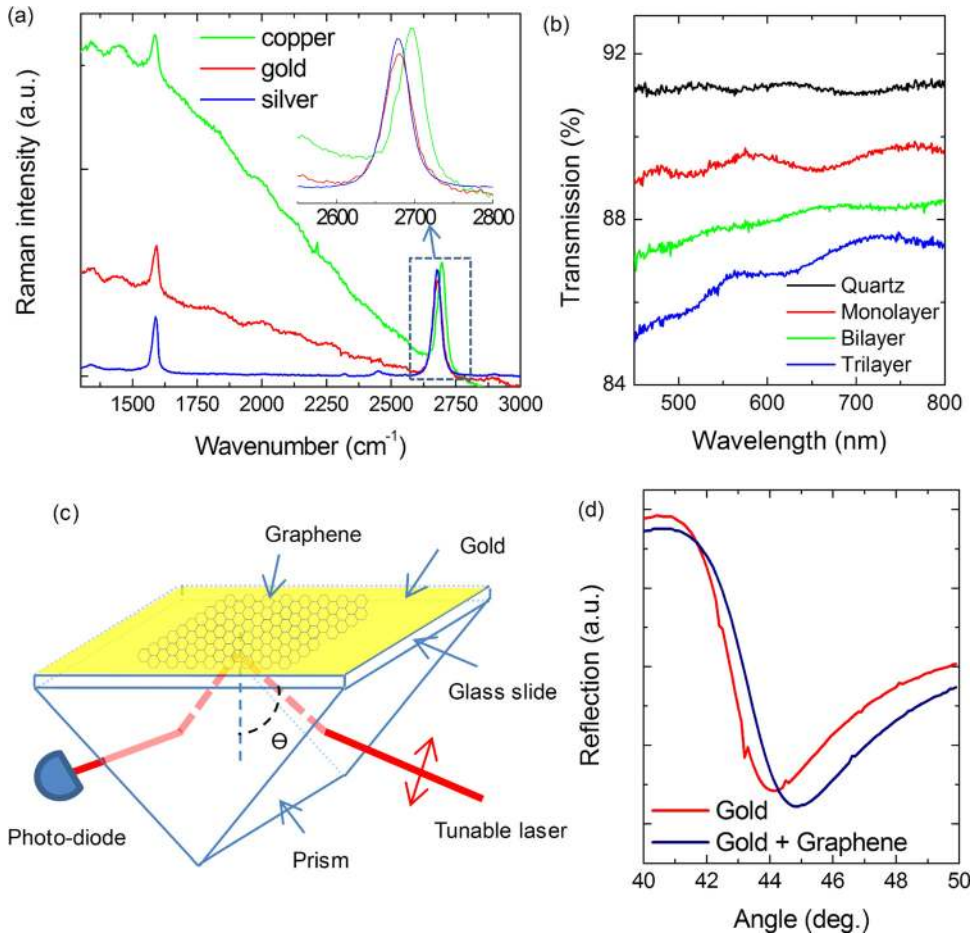 (a)
copper
gold
silver
Raman intensity (a.u.)
2600 2700 2800
1500 1750 2000 2250 2500 2750 3000
Wavenumber (cm⁻¹)
(b)
92
88
84
Transmission (%)
Quartz
Monolayer
Bilayer
Trilayer
500 600 700 800
Wavelength (nm)
(c)
Graphene
Gold
Glass slide
Θ
Photo-diode
Prism
Tunable laser
(d)
Reflection (a.u.)
Gold
Gold + Graphene
40 42 44 46 48 50
Angle (deg.)